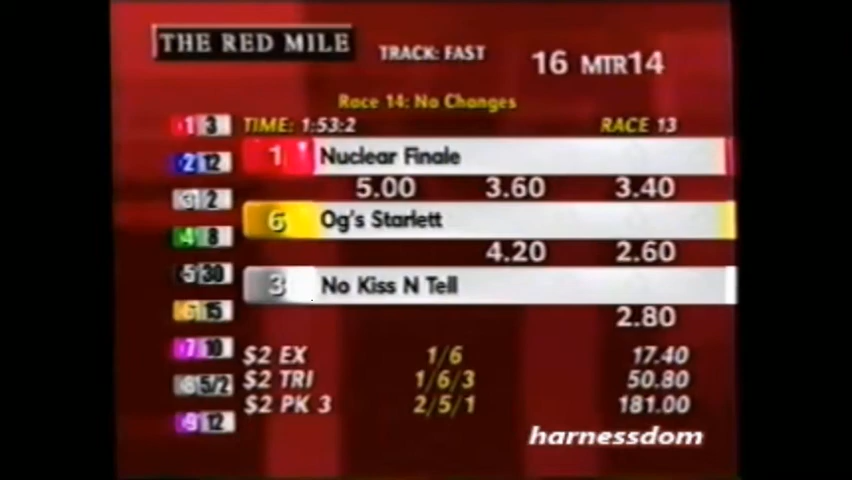 THE RED MILE
TRACK: FAST
16 MTR14
Race 14: No Changes
TIME: 1:53:2
RACE 13
1 3
2 12
3 2
4 8
5 30
6 15
7 10
8 5/2
9 12
1 Nuclear Finale
5.00 3.60 3.40
6 Og's Starlett
4.20 2.60
3 No Kiss N Tell
2.80
$2 EX 1/6 17.40
$2 TRI 1/6/3 50.80
$2 PK 3 2/5/1 181.00
harnessdom